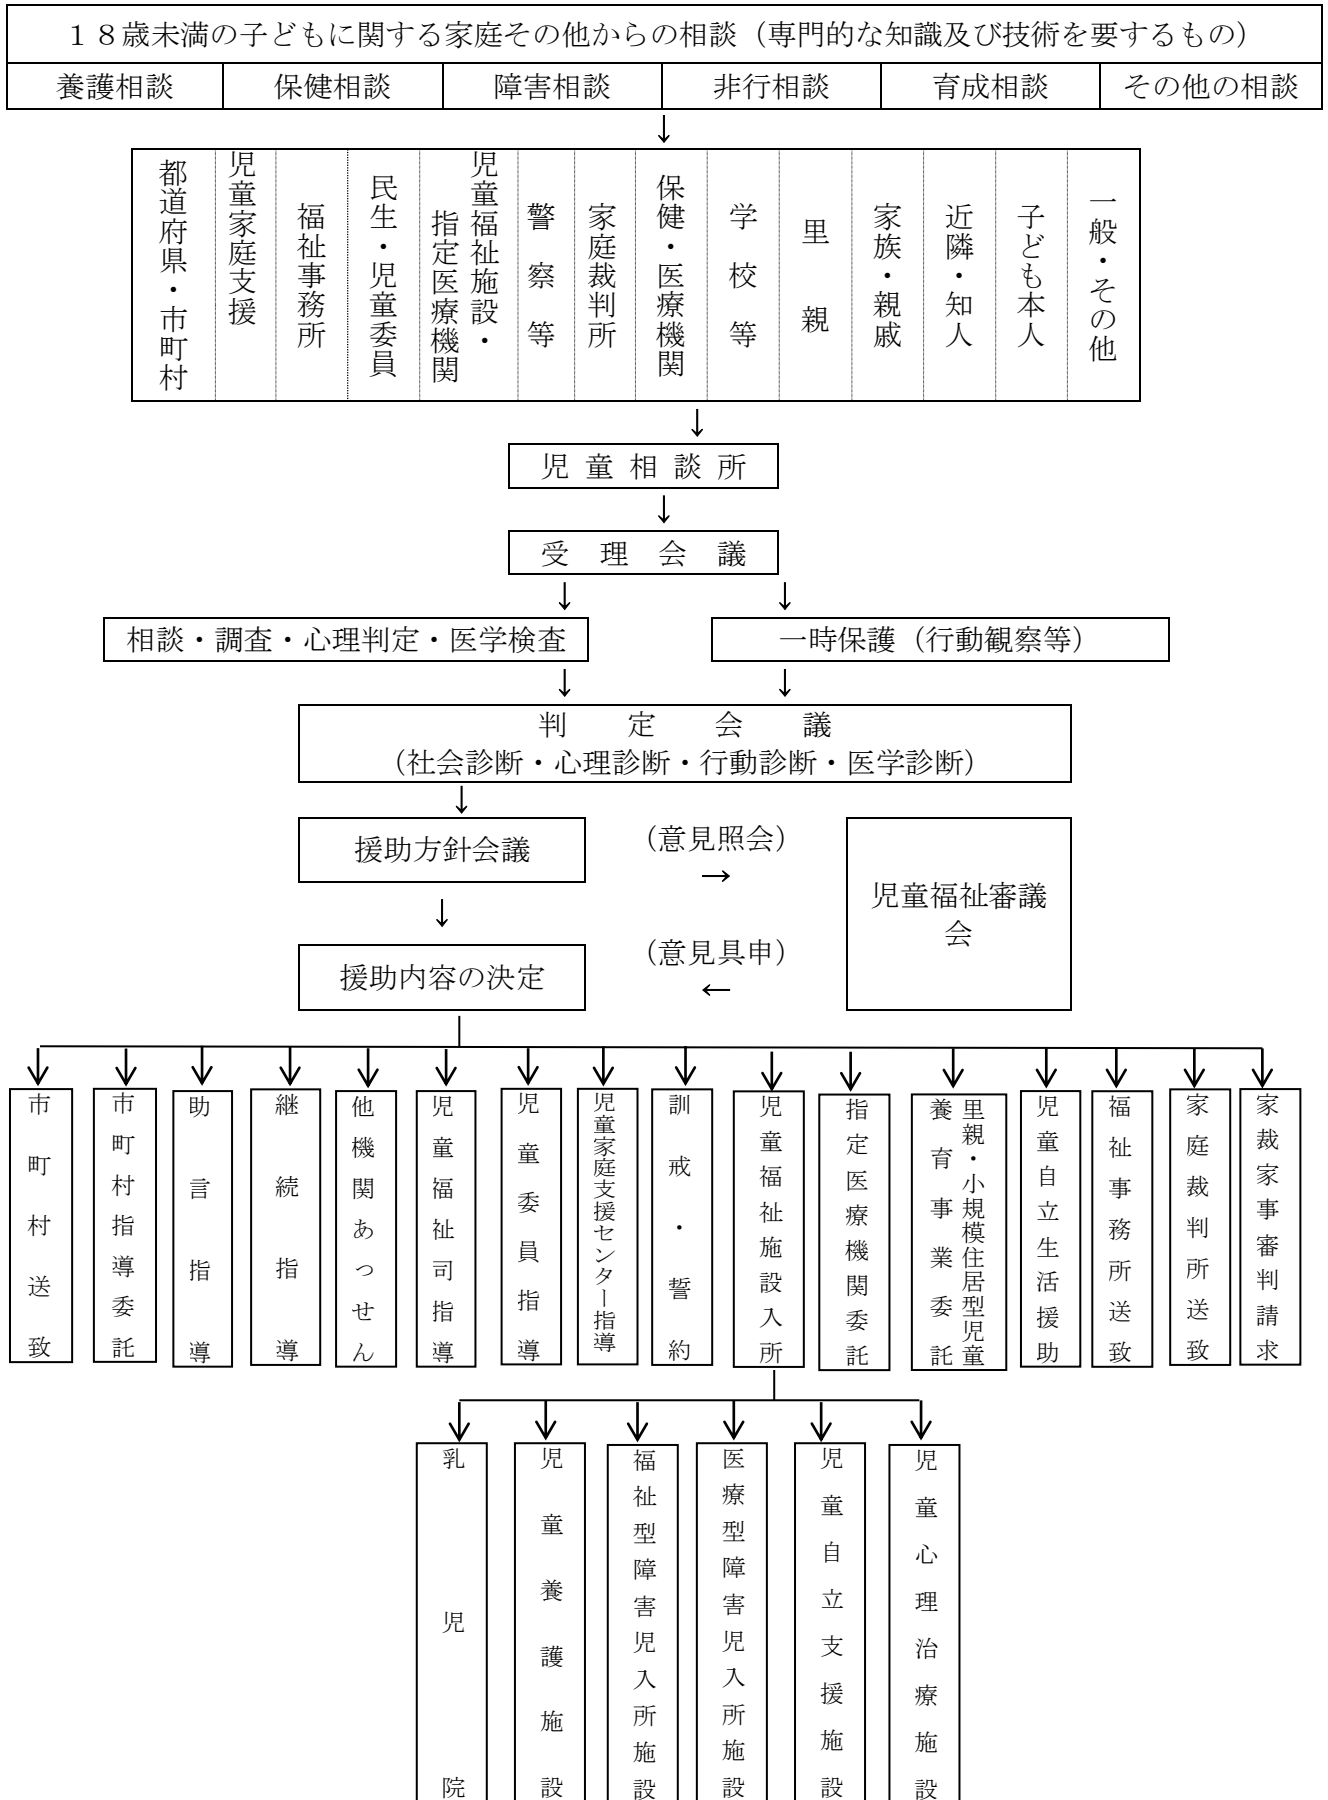 １８歳未満の子どもに関する家庭その他からの相談（専門的な知識及び技術を要するもの）
養護相談
保健相談
障害相談
非行相談
育成相談
その他の相談
↓
都道府県・市町村
児童家庭支援
福祉事務所
民生・児童委員
児童福祉施設・
指定医療機関
警察等
家庭裁判所
保健・医療機関
学校等
里親
家族・親戚
近隣・知人
子ども本人
一般・その他
↓
児童相談所
↓
受理会議
↓ ↓
相談・調査・心理判定・医学検査
一時保護（行動観察等）
↓ ↓
判定会議
（社会診断・心理診断・行動診断・医学診断）
↓
援助方針会議
（意見照会）
→
児童福祉審議
会
↓
援助内容の決定
（意見具申）
←
市町村送致
市町村指導委託
助言指導
継続指導
他機関あっせん
児童福祉司指導
児童委員指導
児童家庭支援センター指導
訓戒・誓約
児童福祉施設入所
指定医療機関委託
里親・小規模住居型児童
養育事業委託
児童自立生活援助
福祉事務所送致
家庭裁判所送致
家裁家事審判請求
乳児院
児童養護施設
福祉型障害児入所施設
医療型障害児入所施設
児童自立支援施設
児童心理治療施設